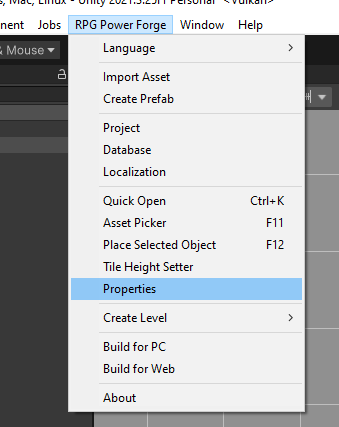 s, Mac, Linux - Unity 2021.3.25f1 Personal* <Vulkan>
nent Jobs RPG Power Forge Window Help
& Mouse
Language
Import Asset
Create Prefab
Project
Database
Localization
Quick Open Ctrl+K
Asset Picker F11
Place Selected Object F12
Tile Height Setter
Properties
Create Level
Build for PC
Build for Web
About